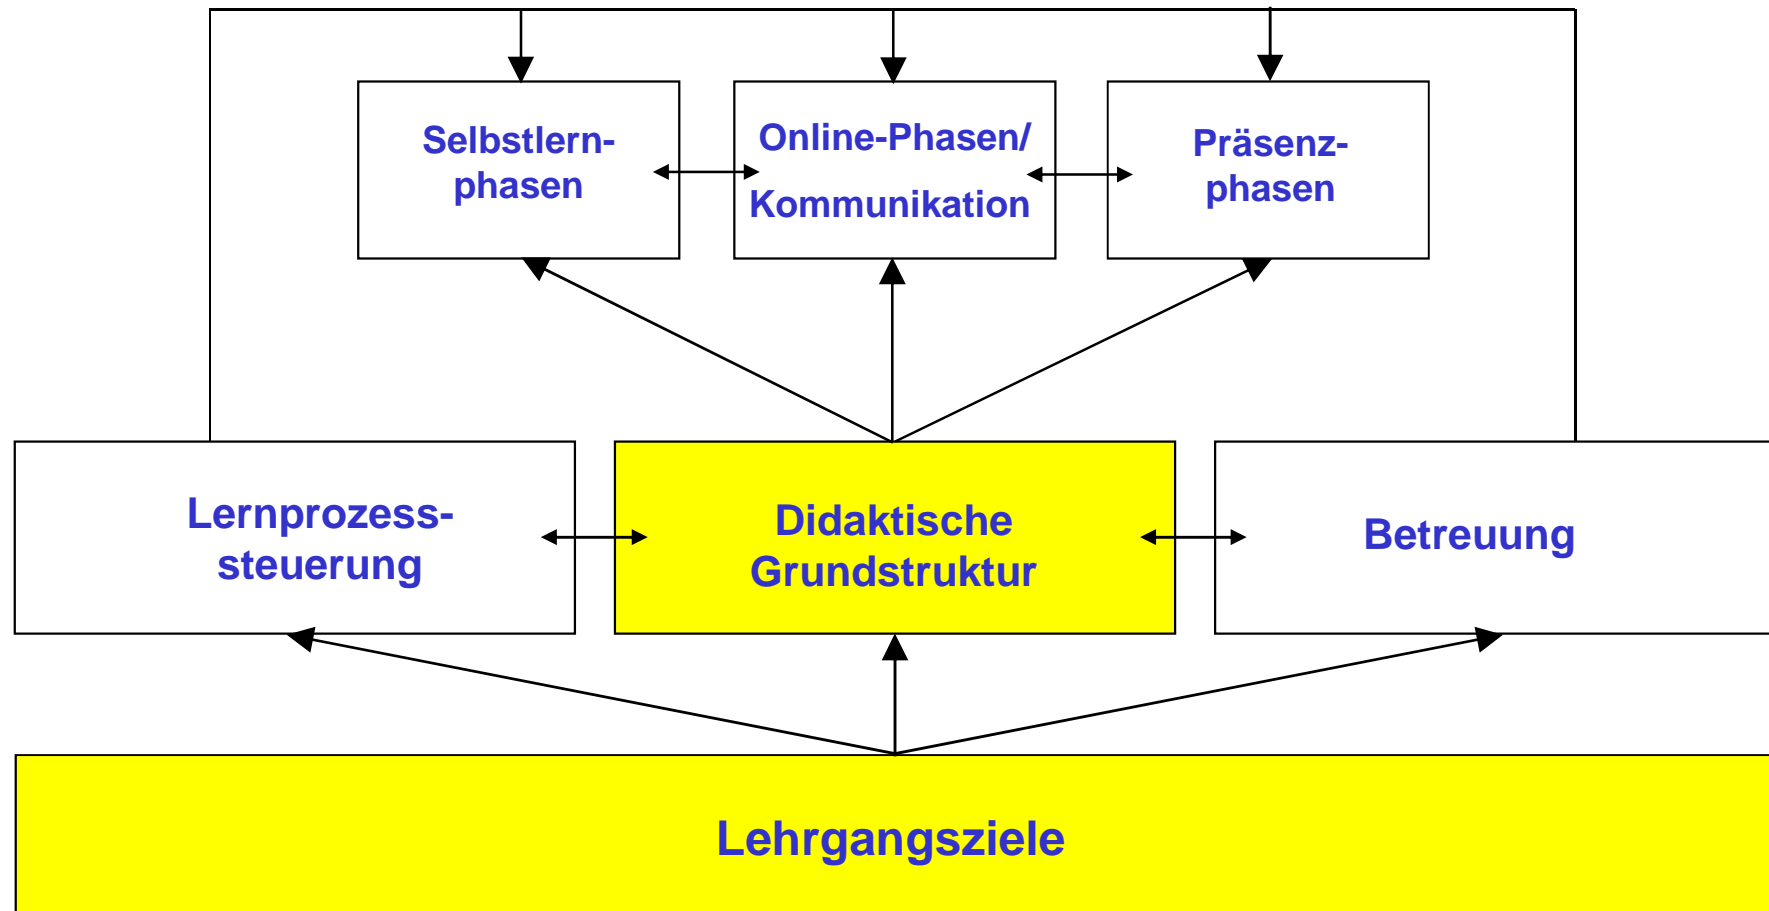 Selbstlern-
phasen
Online-Phasen/
Kommunikation
Präsenz-
phasen
Lernprozess-
steuerung
Didaktische
Grundstruktur
Betreuung
Lehrgangsziele